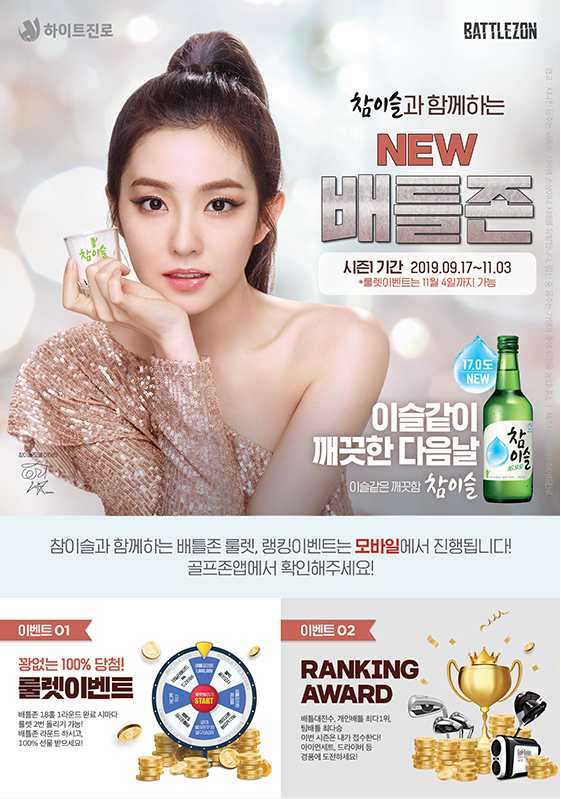 하이트진로
BATTLEZON
참이슬과 함께하는
NEW
배틀존
시즌1 기간 2019.09.17~11.03
*룰렛이벤트는 11월 4일까지 가능
참이슬
17.0도
NEW
이슬같이
깨끗한 다음날
이슬같은 깨끗함 참이슬
참이슬
참이슬과 함께하는 배틀존 룰렛, 랭킹이벤트는 모바일에서 진행됩니다!
골프존앱에서 확인해주세요!
이벤트 01
꽝없는 100% 당첨!
룰렛이벤트
배틀존 18홀 1라운드 완료 시마다
룰렛 2번 돌리기 가능!
배틀존 라운드 하시고,
100% 선물 받으세요!
START
이벤트 02
RANKING
AWARD
배틀대전수, 개인배틀 최다1위,
팀배틀 최다승
이번 시즌은 내가 접수한다!
아이언세트, 드라이버 등
경품에 도전하세요!